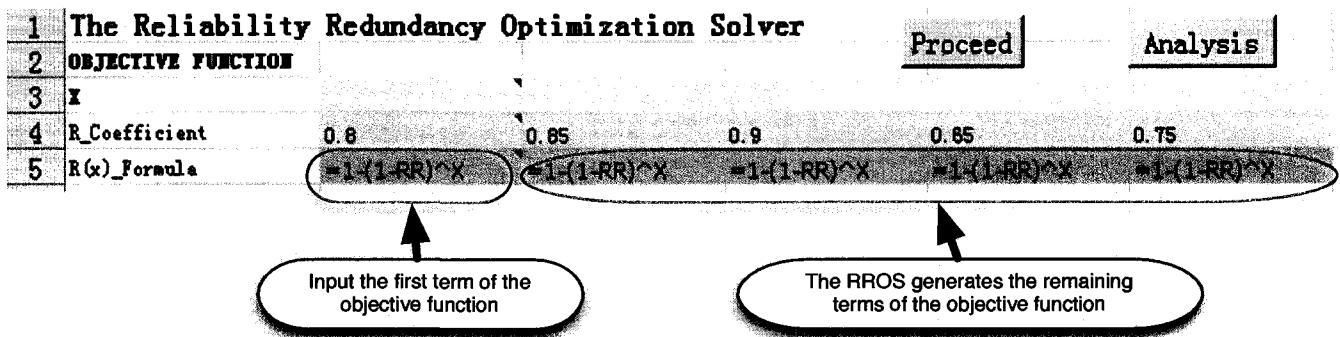 1 The Reliability Redundancy Optimization Solver Proceed Analysis
2 OBJECTIVE FUNCTION
3 X
4 R_Coefficient 0.8 0.85 0.9 0.65 0.75
5 R(x)_Formula =1-(1-RR)^X =1-(1-RR)^X =1-(1-RR)^X =1-(1-RR)^X =1-(1-RR)^X
Input the first term of the
objective function
The RROS generates the remaining
terms of the objective function